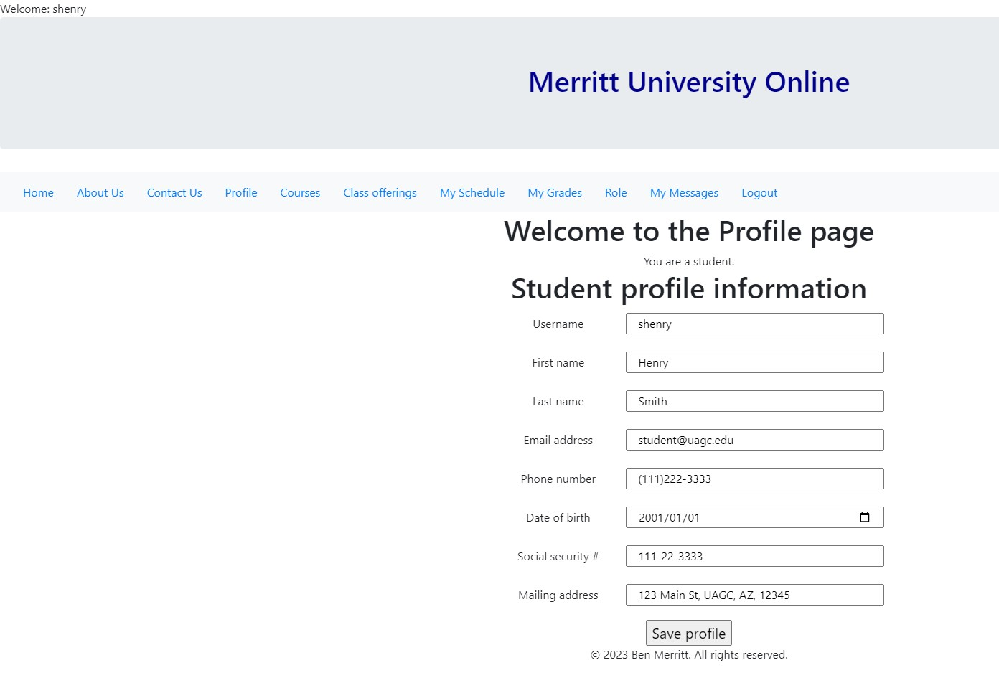 Welcome: shenry
Merritt University Online
Home About Us Contact Us Profile Courses Class offerings My Schedule My Grades Role My Messages Logout
Welcome to the Profile page
You are a student.
Student profile information
Username shenry
First name Henry
Last name Smith
Email address student@uagc.edu
Phone number (111)222-3333
Date of birth 2001/01/01
Social security # 111-22-3333
Mailing address 123 Main St, UAGC, AZ, 12345
Save profile
© 2023 Ben Merritt. All rights reserved.